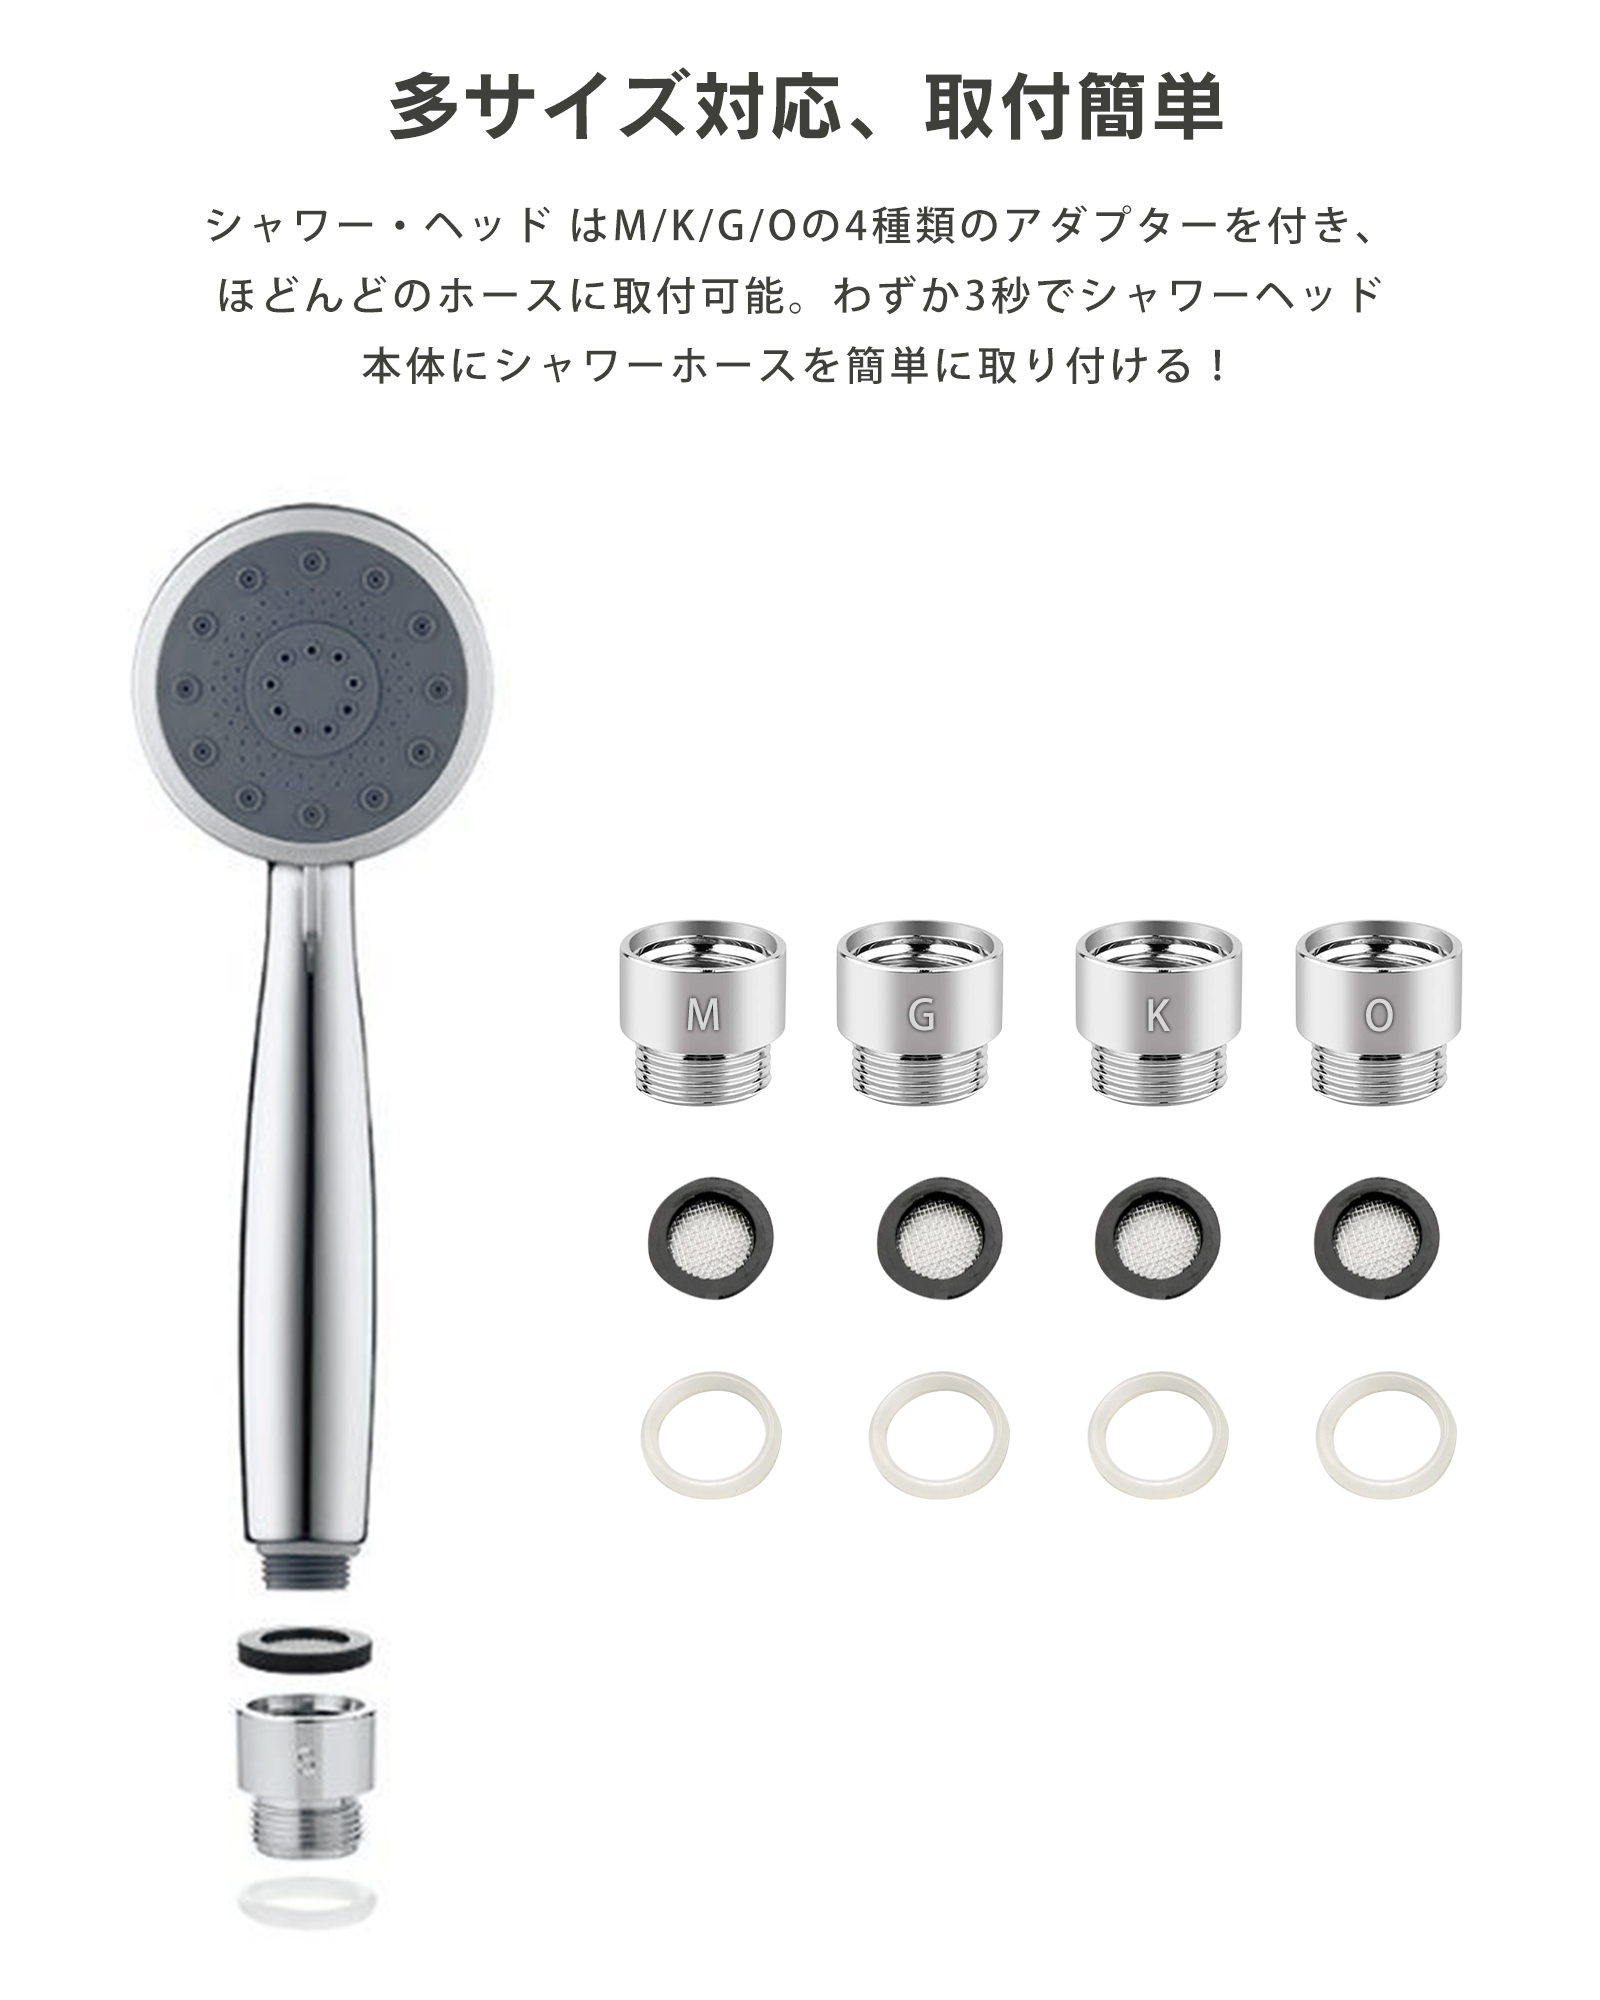 多サイズ対応、取付簡単
シャワー・ヘッド はM/K/G/Oの4種類のアダプターを付き、
ほどんどのホースに取付可能。わずか3秒でシャワーヘッド
本体にシャワーホースを簡単に取り付ける！
M G K O